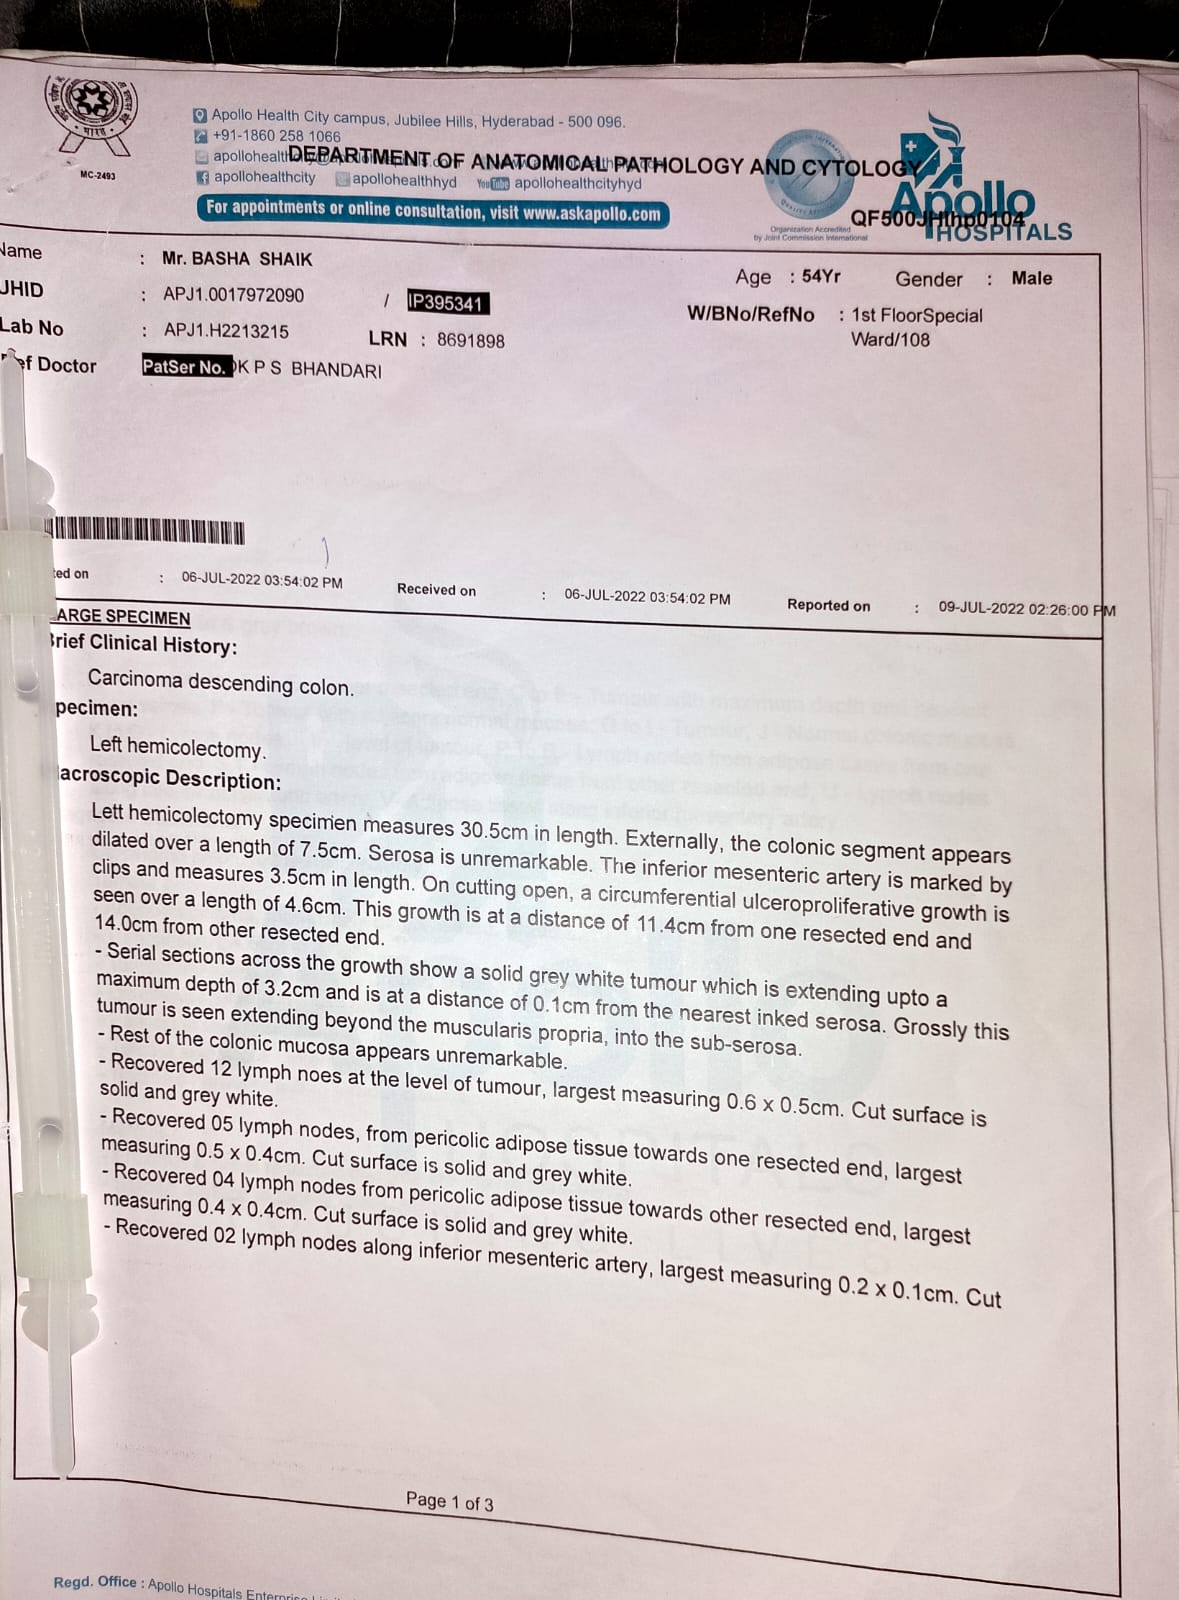 MC-2493
Apollo Health City campus, Jubilee Hills, Hyderabad - 500 096.
+91-1860 258 1066
DEPARTMENT OF ANATOMICAL PATHOLOGY AND CYTOLOGY
apollohealthcity apollohealthhyd YouTube apollohealthcityhyd
For appointments or online consultation, visit www.askapollo.com
Organization Accredited
by Joint Commission International
Apollo
HOSPITALS
QF500JHlhp0104
Name : Mr. BASHA SHAIK Age : 54Yr Gender : Male
JHID : APJ1.0017972090 / IP395341 W/BNo/RefNo : 1st FloorSpecial
Ward/108
Lab No : APJ1.H2213215 LRN : 8691898
ef Doctor PatSer No. K P S BHANDARI
ted on : 06-JUL-2022 03:54:02 PM Received on : 06-JUL-2022 03:54:02 PM Reported on : 09-JUL-2022 02:26:00 PM
ARGE SPECIMEN
Brief Clinical History:
Carcinoma descending colon.
pecimen:
Left hemicolectomy.
acroscopic Description:
Lett hemicolectomy specimen measures 30.5cm in length. Externally, the colonic segment appears
dilated over a length of 7.5cm. Serosa is unremarkable. The inferior mesenteric artery is marked by
clips and measures 3.5cm in length. On cutting open, a circumferential ulceroproliferative growth is
seen over a length of 4.6cm. This growth is at a distance of 11.4cm from one resected end and
14.0cm from other resected end.
- Serial sections across the growth show a solid grey white tumour which is extending upto a
maximum depth of 3.2cm and is at a distance of 0.1cm from the nearest inked serosa. Grossly this
tumour is seen extending beyond the muscularis propria, into the sub-serosa.
- Rest of the colonic mucosa appears unremarkable.
- Recovered 12 lymph noes at the level of tumour, largest measuring 0.6 x 0.5cm. Cut surface is
solid and grey white.
- Recovered 05 lymph nodes, from pericolic adipose tissue towards one resected end, largest
measuring 0.5 x 0.4cm. Cut surface is solid and grey white.
- Recovered 04 lymph nodes from pericolic adipose tissue towards other resected end, largest
measuring 0.4 x 0.4cm. Cut surface is solid and grey white.
- Recovered 02 lymph nodes along inferior mesenteric artery, largest measuring 0.2 x 0.1cm. Cut
Page 1 of 3
Regd. Office : Apollo Hospitals